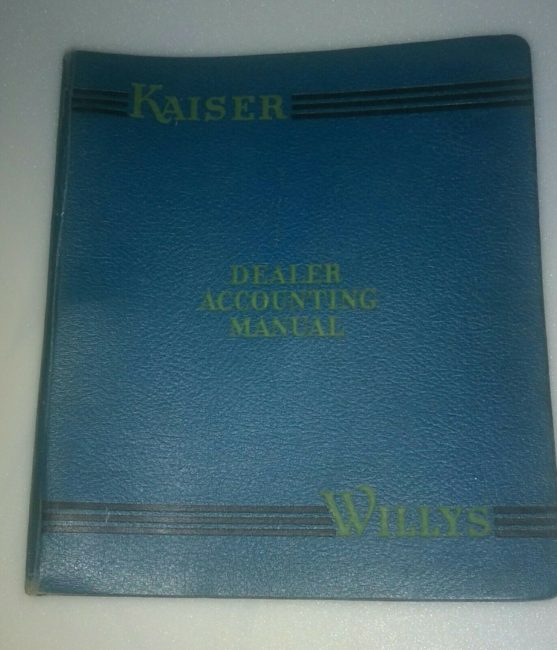 KAISER
DEALER
ACCOUNTING
MANUAL
WILLYS